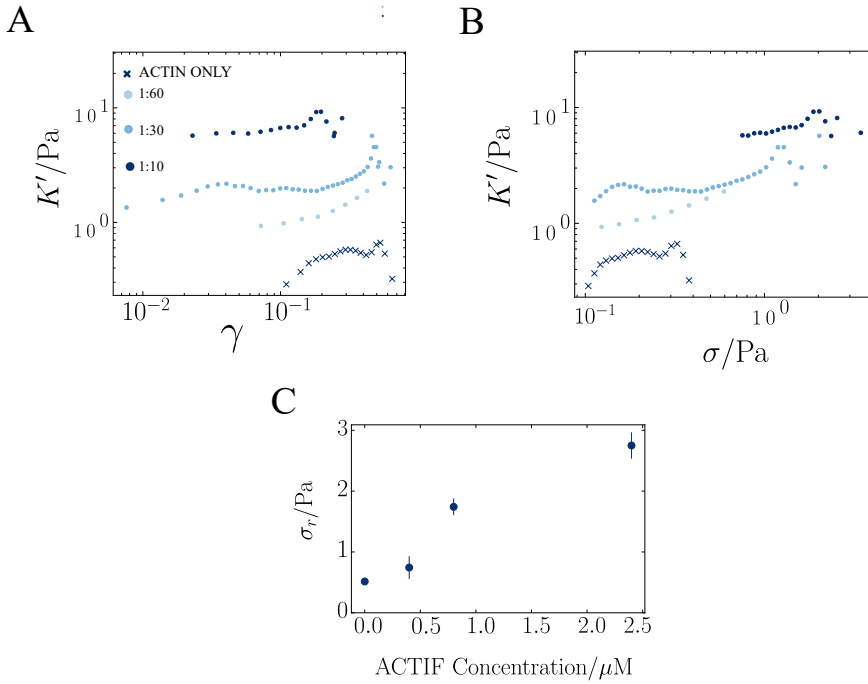 A
B
ACTIN ONLY
1:60
1:30
1:10
10^1
10^0
K'/Pa
10^-2
10^-1
γ
10^1
10^0
K'/Pa
10^-1
10^0
σ/Pa
C
3
2
1
0
σ_r/Pa
0.0 0.5 1.0 1.5 2.0 2.5
ACTIF Concentration/μM